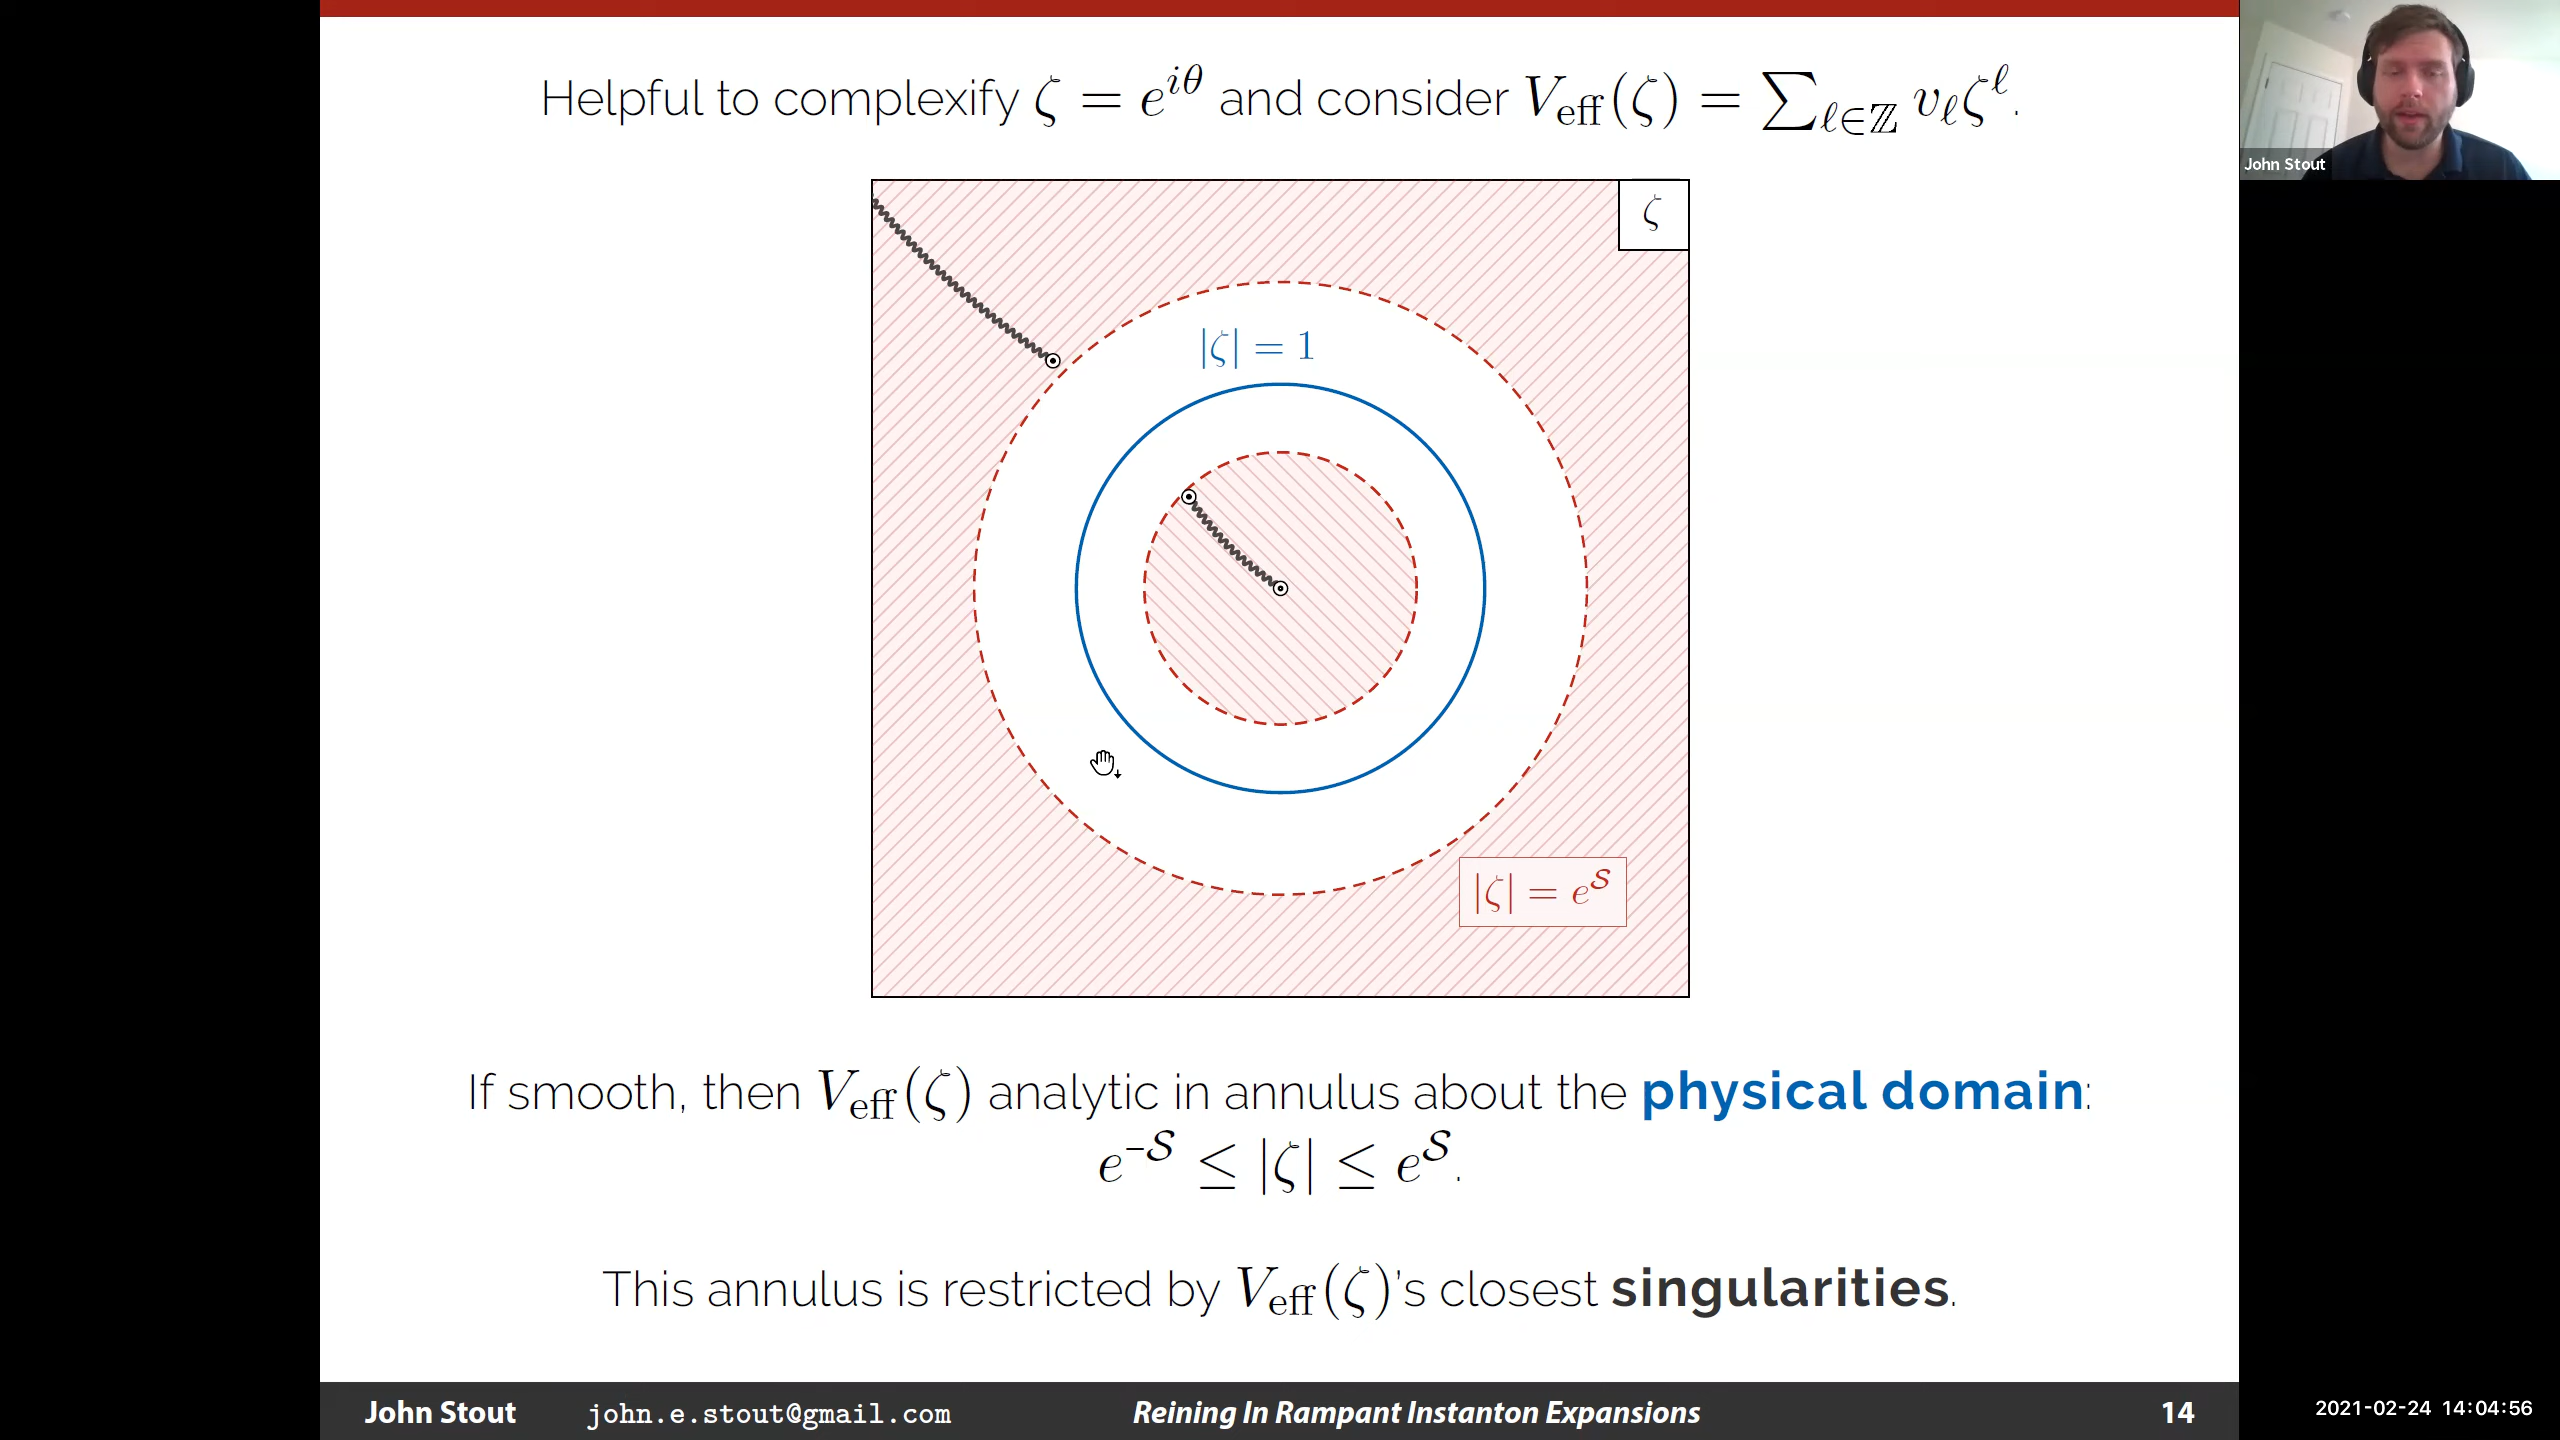 Helpful to complexify ζ = e^{iθ} and consider V_eff(ζ) = ∑_{ℓ∈ℤ} v_ℓ ζ^ℓ.
John Stout
ζ
|ζ| = 1
|ζ| = e^𝒮
If smooth, then V_eff(ζ) analytic in annulus about the physical domain:
e^{−𝒮} ≤ |ζ| ≤ e^𝒮.
This annulus is restricted by V_eff(ζ)'s closest singularities.
John Stout john.e.stout@gmail.com Reining In Rampant Instanton Expansions 14
2021-02-24 14:04:56